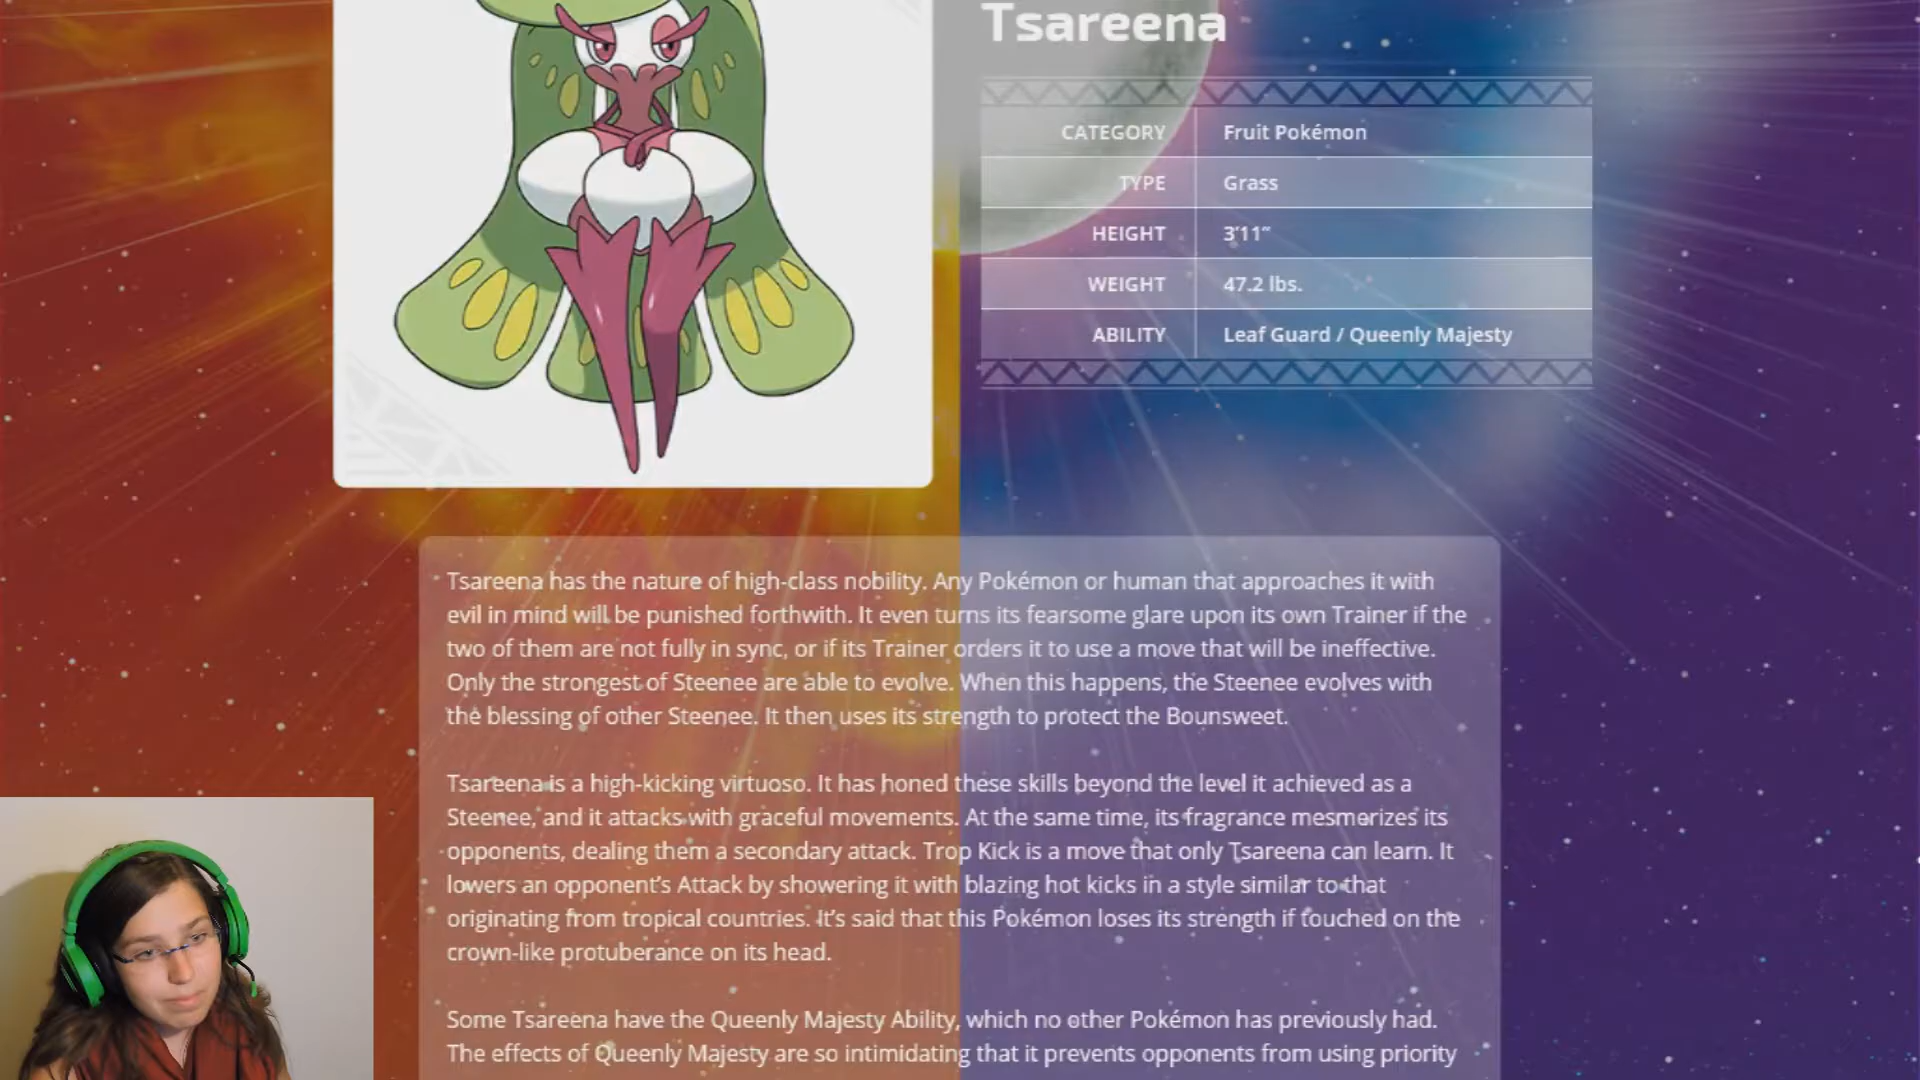 Tsareena
CATEGORY Fruit Pokémon
TYPE Grass
HEIGHT 3'11"
WEIGHT 47.2 lbs.
ABILITY Leaf Guard / Queenly Majesty
Tsareena has the nature of high-class nobility. Any Pokémon or human that approaches it with
evil in mind will be punished forthwith. It even turns its fearsome glare upon its own Trainer if the
two of them are not fully in sync, or if its Trainer orders it to use a move that will be ineffective.
Only the strongest of Steenee are able to evolve. When this happens, the Steenee evolves with
the blessing of other Steenee. It then uses its strength to protect the Bounsweet.
Tsareena is a high-kicking virtuoso. It has honed these skills beyond the level it achieved as a
Steenee, and it attacks with graceful movements. At the same time, its fragrance mesmerizes its
opponents, dealing them a secondary attack. Trop Kick is a move that only Tsareena can learn. It
lowers an opponent's Attack by showering it with blazing hot kicks in a style similar to that
originating from tropical countries. It's said that this Pokémon loses its strength if touched on the
crown-like protuberance on its head.
Some Tsareena have the Queenly Majesty Ability, which no other Pokémon has previously had.
The effects of Queenly Majesty are so intimidating that it prevents opponents from using priority